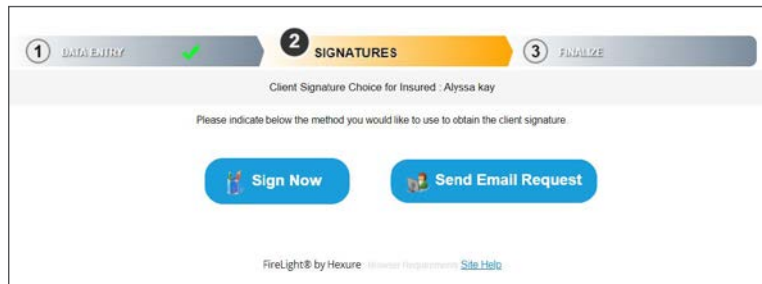 1 DATA ENTRY 2 SIGNATURES 3 FINALIZE
Client Signature Choice for Insured : Alyssa kay
Please indicate below the method you would like to use to obtain the client signature.
Sign Now Send Email Request
FireLight® by Hexure Browser Requirements Site Help